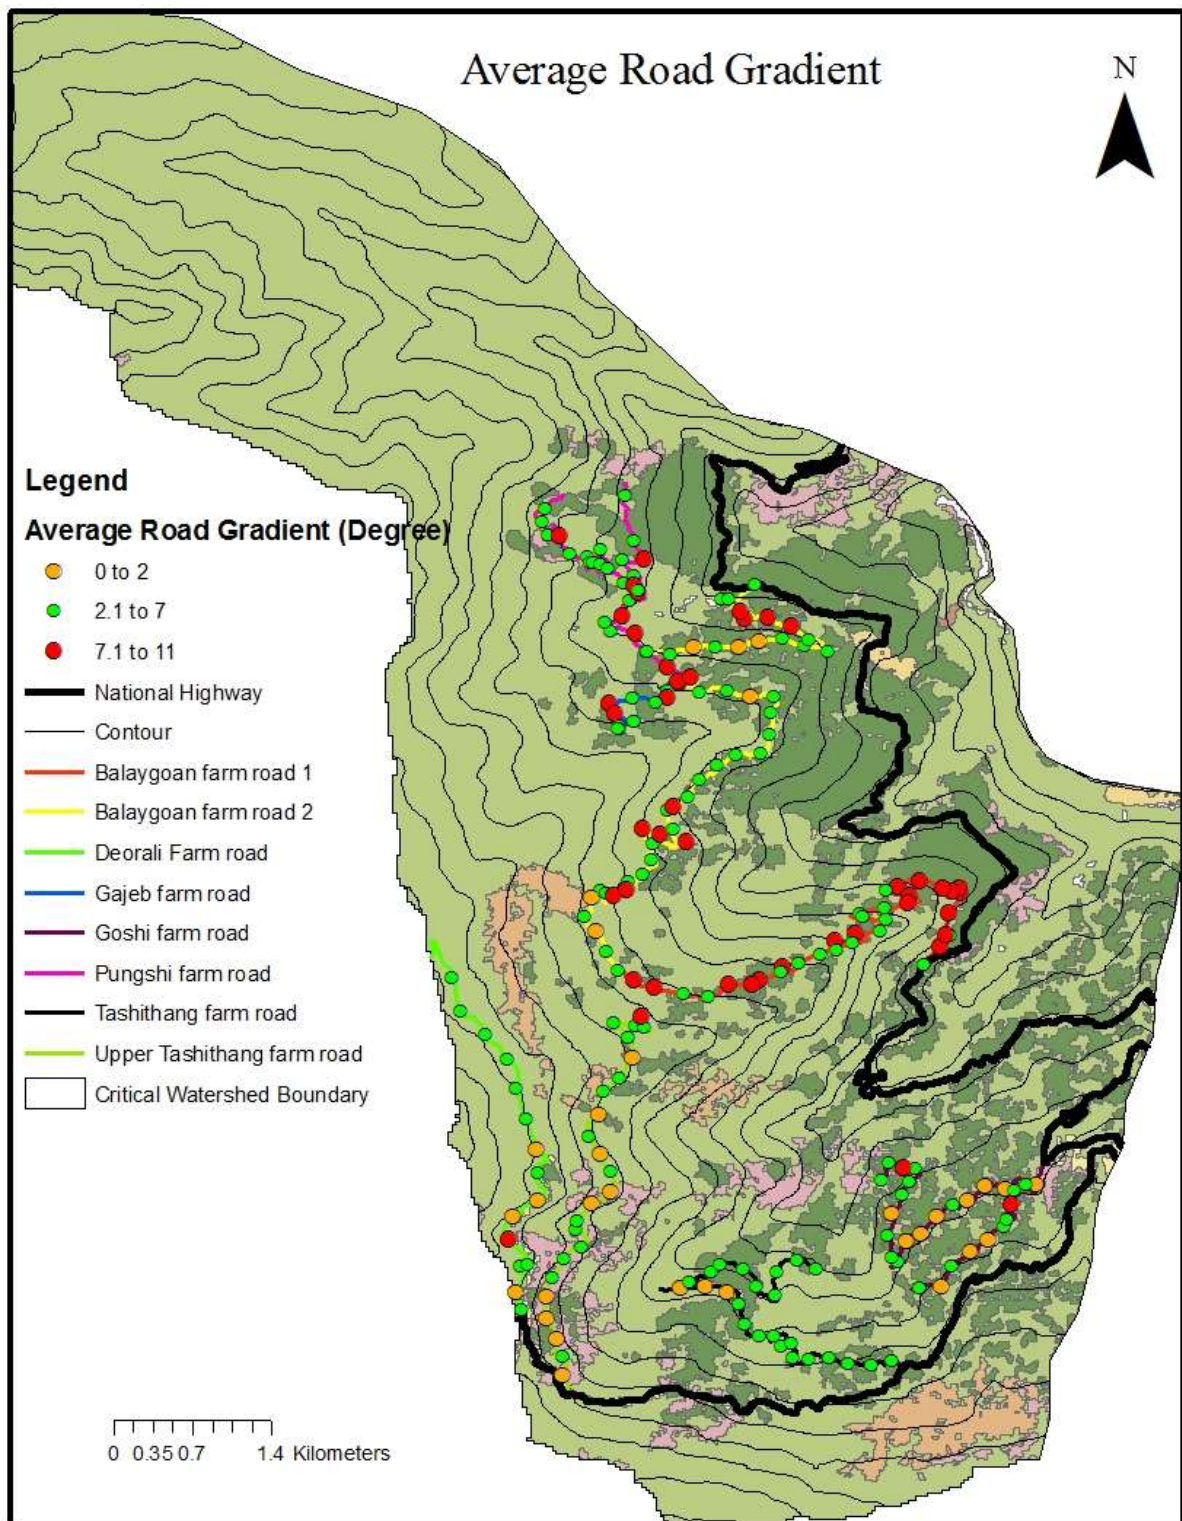 Average Road Gradient
N
Legend
Average Road Gradient (Degree)
0 to 2
2.1 to 7
7.1 to 11
National Highway
Contour
Balaygoan farm road 1
Balaygoan farm road 2
Deorali Farm road
Gajeb farm road
Goshi farm road
Pungshi farm road
Tashithang farm road
Upper Tashithang farm road
Critical Watershed Boundary
0 0.35 0.7 1.4 Kilometers